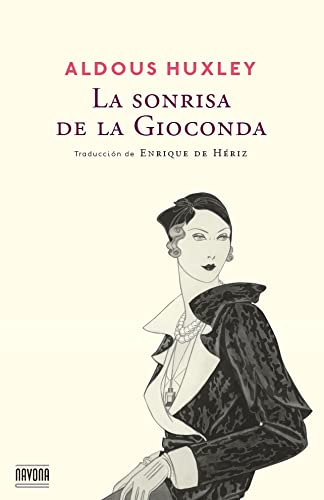 ALDOUS HUXLEY
LA SONRISA
DE LA GIOCONDA
Traducción de ENRIQUE DE HÉRIZ
NAVONA